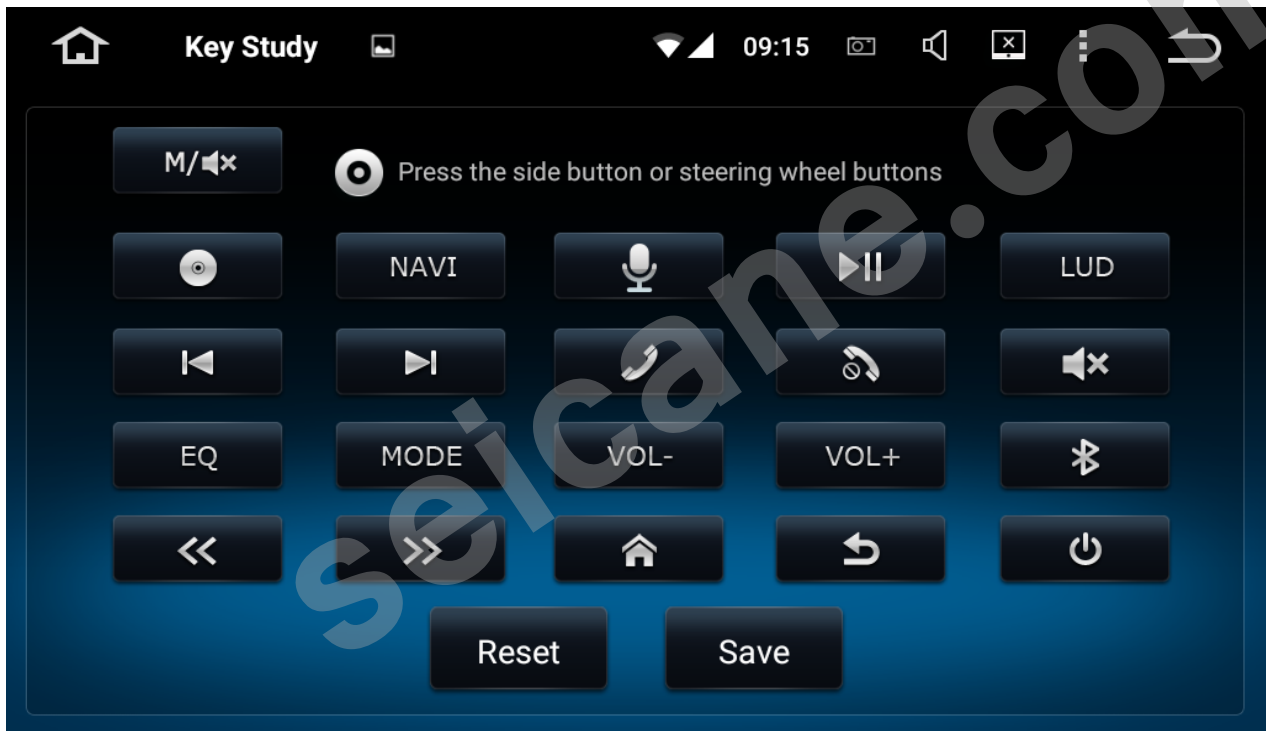 Key Study 09:15
M/
Press the side button or steering wheel buttons
NAVI LUD
EQ MODE VOL- VOL+
Reset Save
seicane.com